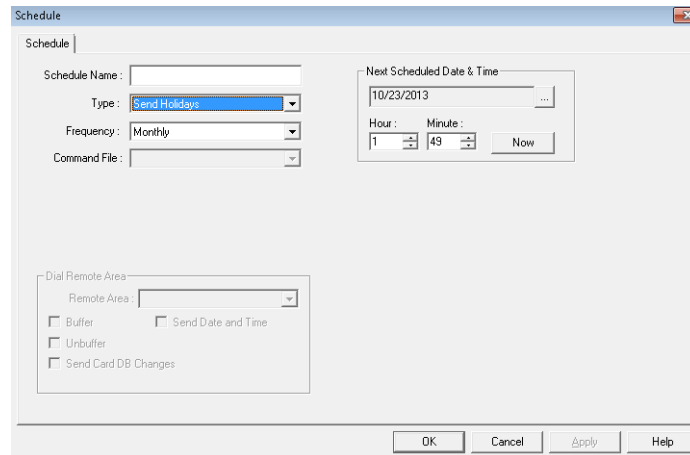 Schedule
Schedule
Schedule Name :
Type : Send Holidays
Frequency : Monthly
Command File :
Next Scheduled Date & Time
10/23/2013 ...
Hour : Minute :
1 49 Now
Dial Remote Area
Remote Area :
Buffer Send Date and Time
Unbuffer
Send Card DB Changes
OK Cancel Apply Help